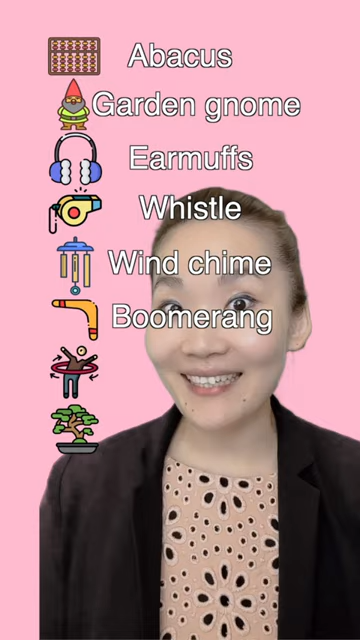 Abacus
Garden gnome
Earmuffs
Whistle
Wind chime
Boomerang